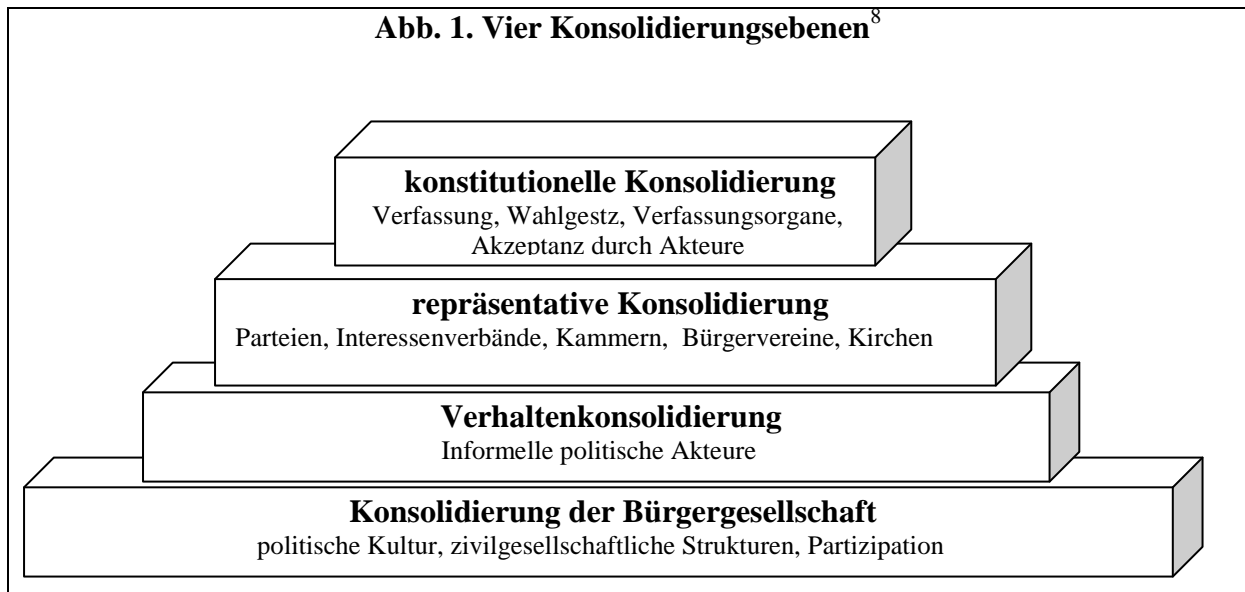 Abb. 1. Vier Konsolidierungsebenen8
konstitutionelle Konsolidierung
Verfassung, Wahlgestz, Verfassungsorgane,
Akzeptanz durch Akteure
repräsentative Konsolidierung
Parteien, Interessenverbände, Kammern, Bürgervereine, Kirchen
Verhaltenkonsolidierung
Informelle politische Akteure
Konsolidierung der Bürgergesellschaft
politische Kultur, zivilgesellschaftliche Strukturen, Partizipation